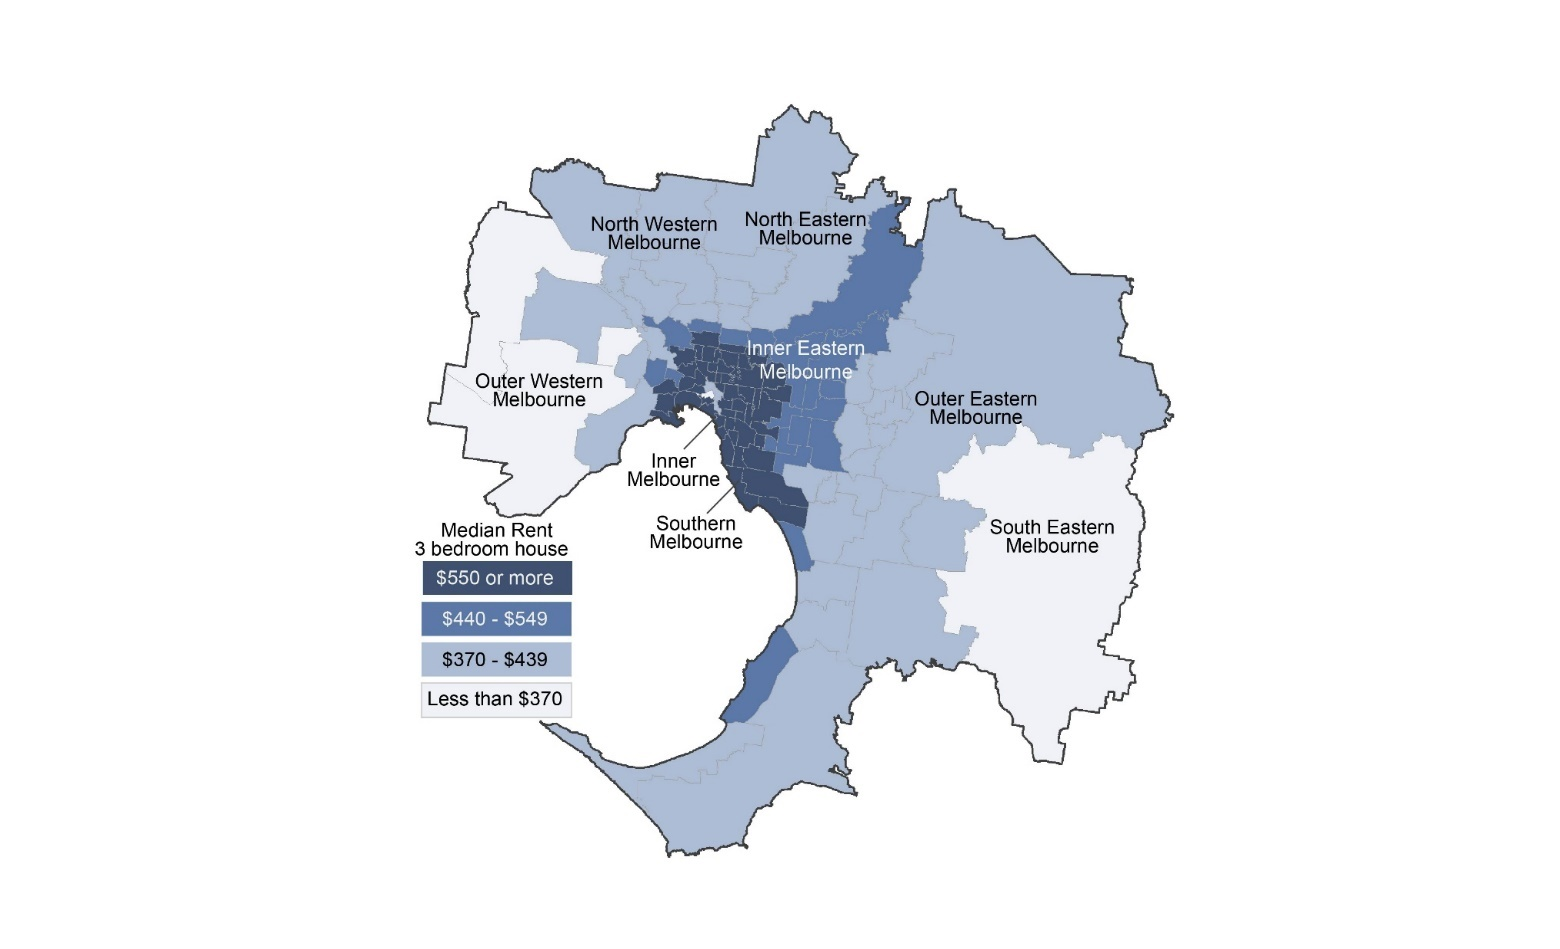 North Western
Melbourne
North Eastern
Melbourne
Inner Eastern
Melbourne
Outer Western
Melbourne
Outer Eastern
Melbourne
Inner
Melbourne
Southern
Melbourne
South Eastern
Melbourne
Median Rent
3 bedroom house
$550 or more
$440 - $549
$370 - $439
Less than $370